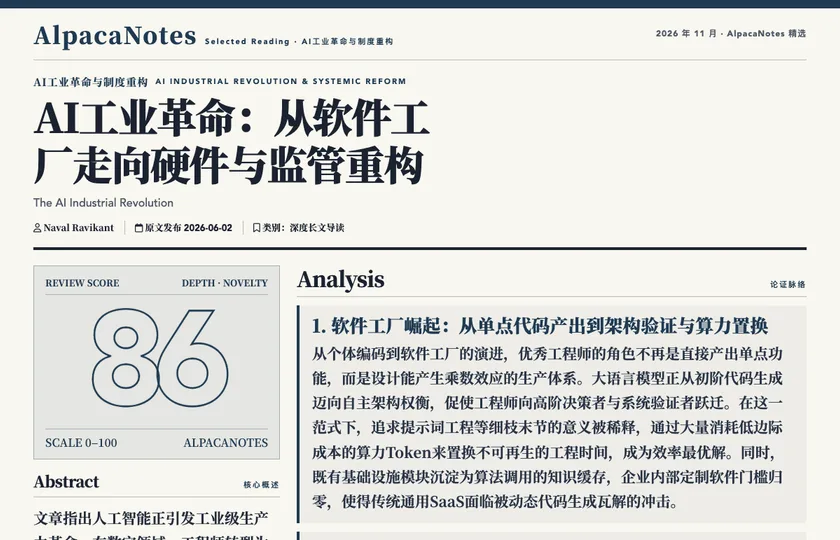 AlpacaNotes Selected Reading · AI工业革命与制度重构
2026 年 11 月 · AlpacaNotes 精选
AI工业革命与制度重构 AI INDUSTRIAL REVOLUTION & SYSTEMIC REFORM
AI工业革命：从软件工
厂走向硬件与监管重构
The AI Industrial Revolution
Naval Ravikant 原文发布 2026-06-02 类别：深度长文导读
REVIEW SCORE DEPTH · NOVELTY
86
SCALE 0–100 ALPACANOTES
Abstract 核心概述
文章指出人工智能正引发工业级生产
Analysis 论证脉络
1. 软件工厂崛起：从单点代码产出到架构验证与算力置换
从个体编码到软件工厂的演进，优秀工程师的角色不再是直接产出单点功
能，而是设计能产生乘数效应的生产体系。大语言模型正从初阶代码生成
迈向自主架构权衡，促使工程师向高阶决策者与系统验证者跃迁。在这一
范式下，追求提示词工程等细枝末节的意义被稀释，通过大量消耗低边际
成本的算力Token来置换不可再生的工程时间，成为效率最优解。同时，
既有基础设施模块沉淀为算法调用的知识缓存，企业内部定制软件门槛归
零，使得传统通用SaaS面临被动态代码生成瓦解的冲击。